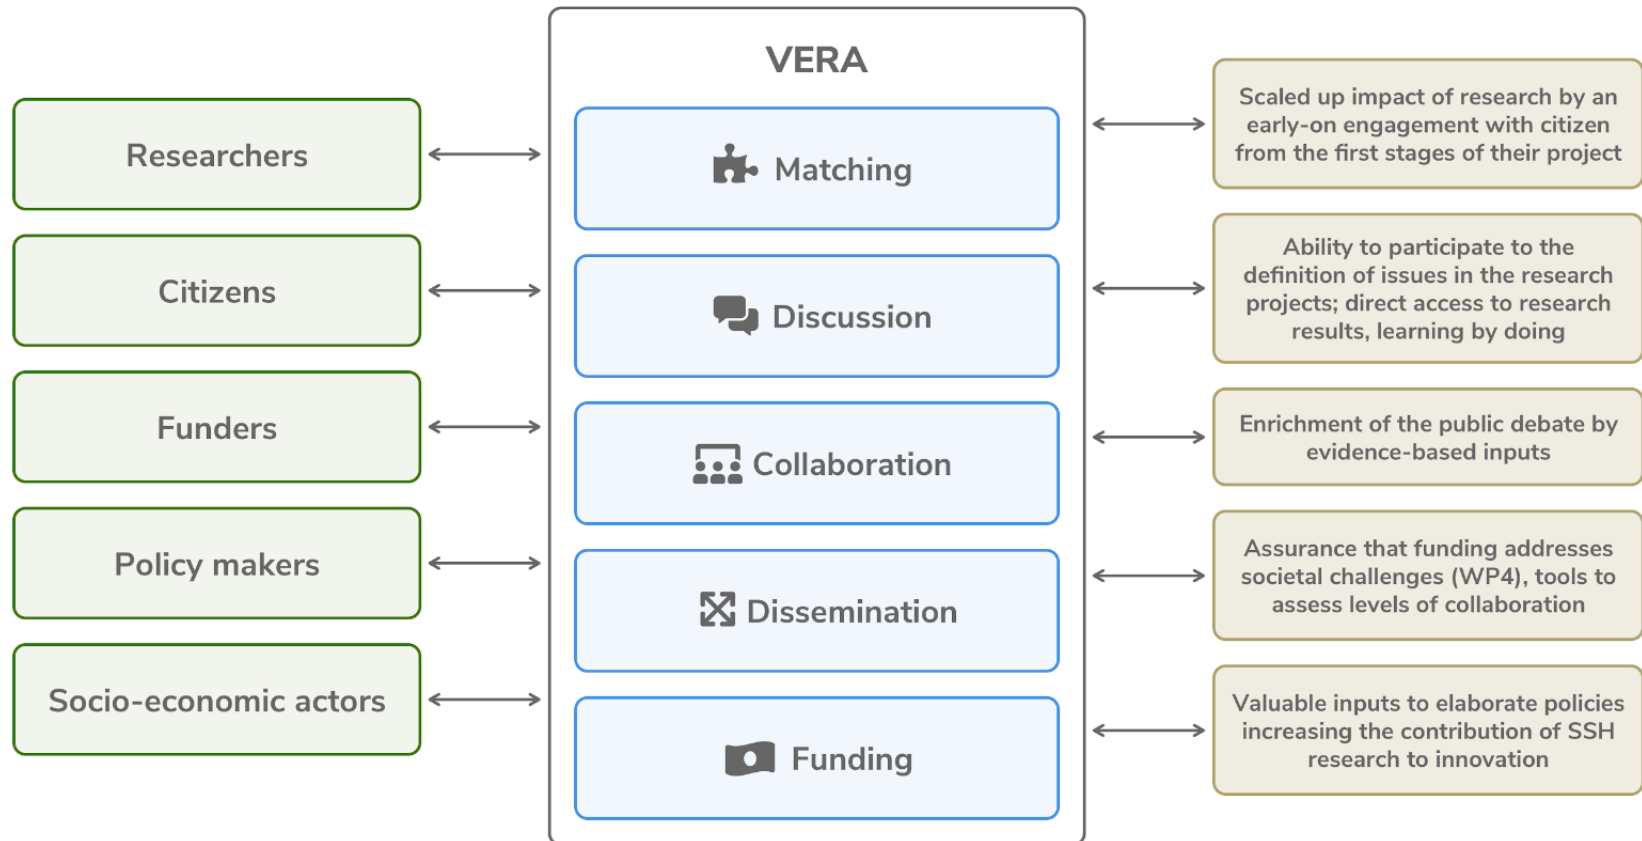 VERA
Researchers
Citizens
Funders
Policy makers
Socio-economic actors
Matching
Discussion
Collaboration
Dissemination
Funding
Scaled up impact of research by an
early-on engagement with citizen
from the first stages of their project
Ability to participate to the
definition of issues in the research
projects; direct access to research
results, learning by doing
Enrichment of the public debate by
evidence-based inputs
Assurance that funding addresses
societal challenges (WP4), tools to
assess levels of collaboration
Valuable inputs to elaborate policies
increasing the contribution of SSH
research to innovation